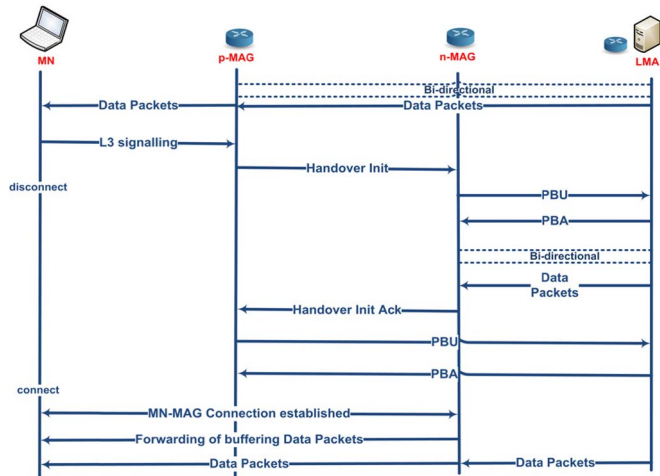 MN
p-MAG
n-MAG
LMA
Bi-directional
Data Packets
Data Packets
L3 signalling
Handover Init
disconnect
PBU
PBA
Bi-directional
Data
Packets
Handover Init Ack
PBU
PBA
connect
MN-MAG Connection established
Forwarding of buffering Data Packets
Data Packets
Data Packets